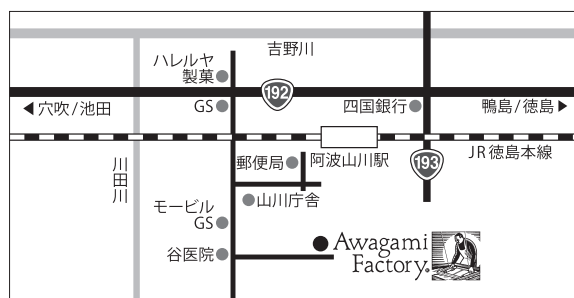 吉野川
ハレルヤ
製菓
192
穴吹/池田
GS
四国銀行
鴨島/徳島
郵便局
阿波山川駅
193
JR徳島本線
川田川
山川庁舎
モービル
GS
谷医院
Awagami
Factory